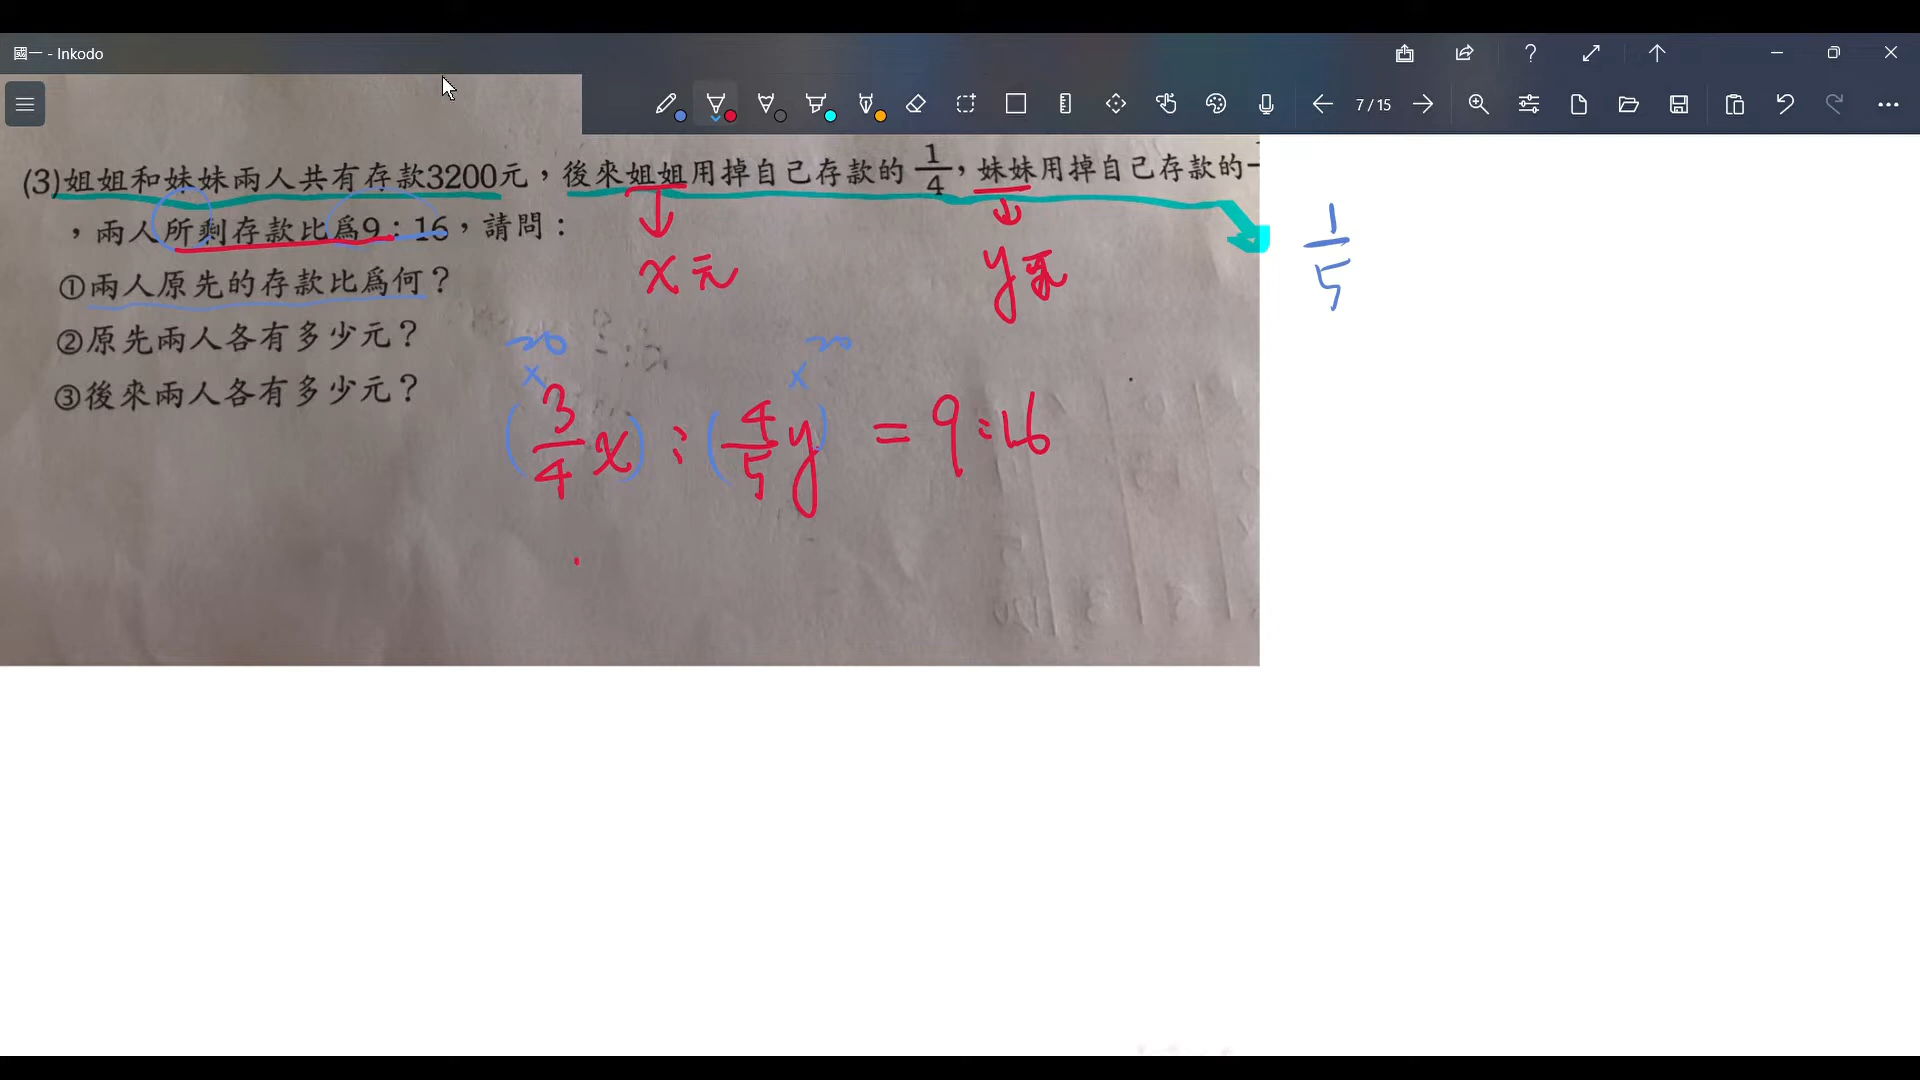 國一 - Inkodo
7 / 15
(3)姐姐和妹妹兩人共有存款3200元，後來姐姐用掉自己存款的 1/4，妹妹用掉自己存款的
，兩人所剩存款比爲9：16，請問：
1/5
x元
y元
①兩人原先的存款比爲何？
②原先兩人各有多少元？
③後來兩人各有多少元？
20 20
× ×
(3/4 x) : (4/5 y) = 9:16